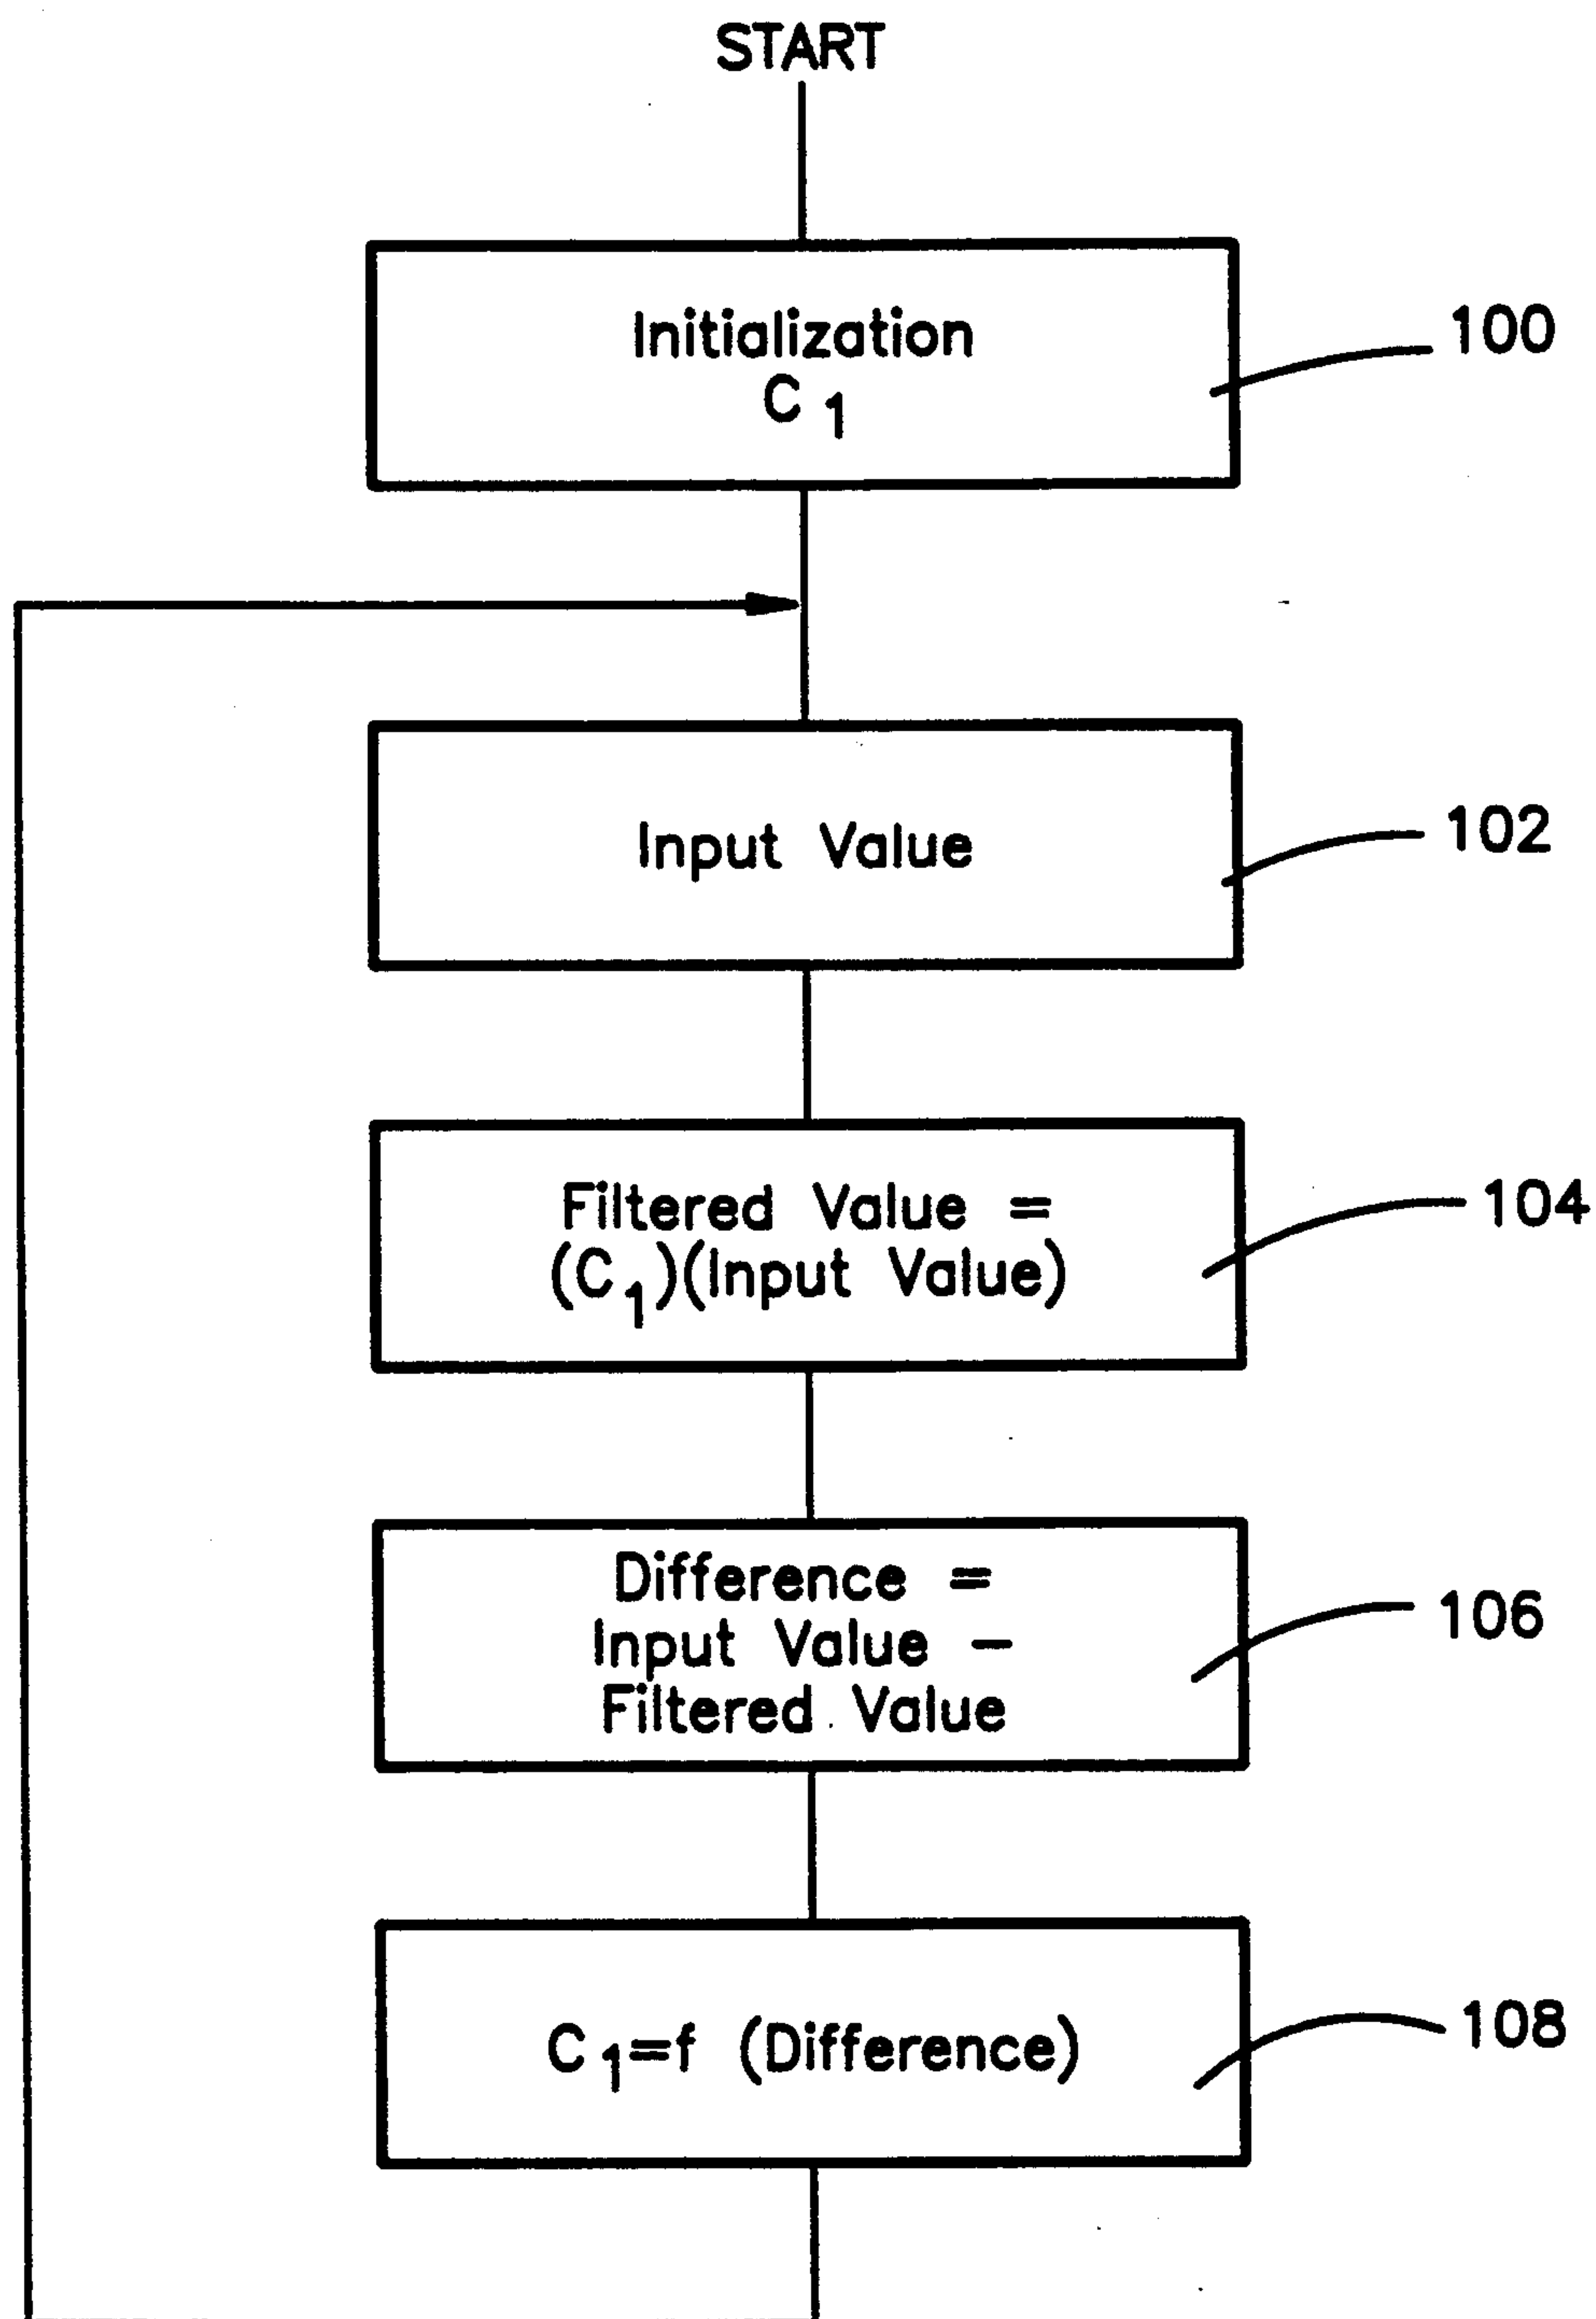 START
Initialization
C 1
100
Input Value
102
Filtered Value =
(C1)(Input Value)
104
Difference =
Input Value –
Filtered Value
106
C1=f (Difference)
108